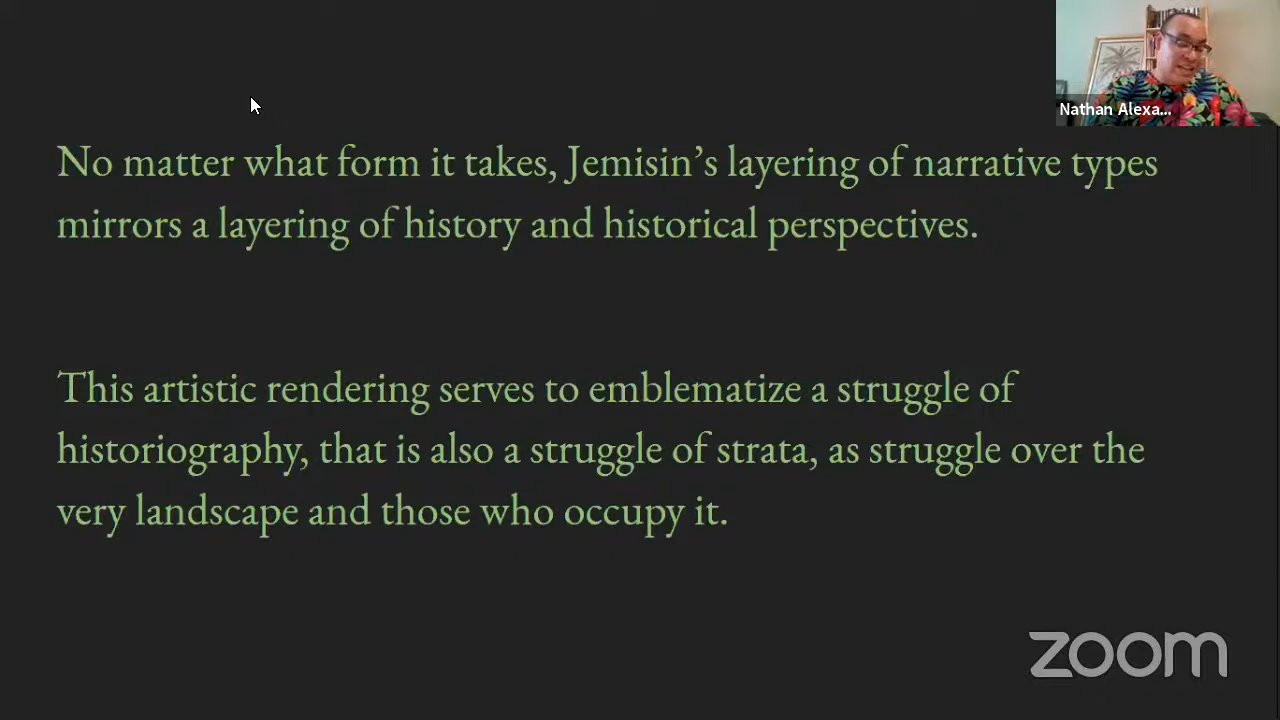 Nathan Alexa...
No matter what form it takes, Jemisin’s layering of narrative types
mirrors a layering of history and historical perspectives.
This artistic rendering serves to emblematize a struggle of
historiography, that is also a struggle of strata, as struggle over the
very landscape and those who occupy it.
zoom